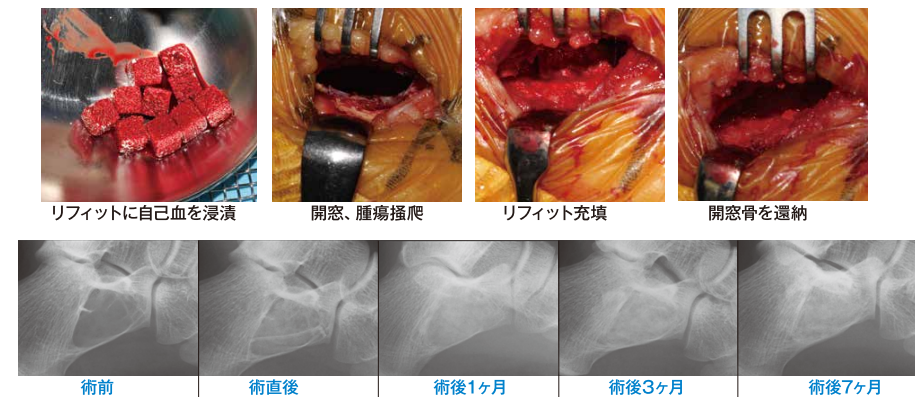 リフィットに自己血を浸漬
開窓、腫瘍掻爬
リフィット充填
開窓骨を還納
術前
術直後
術後1ヶ月
術後3ヶ月
術後7ヶ月